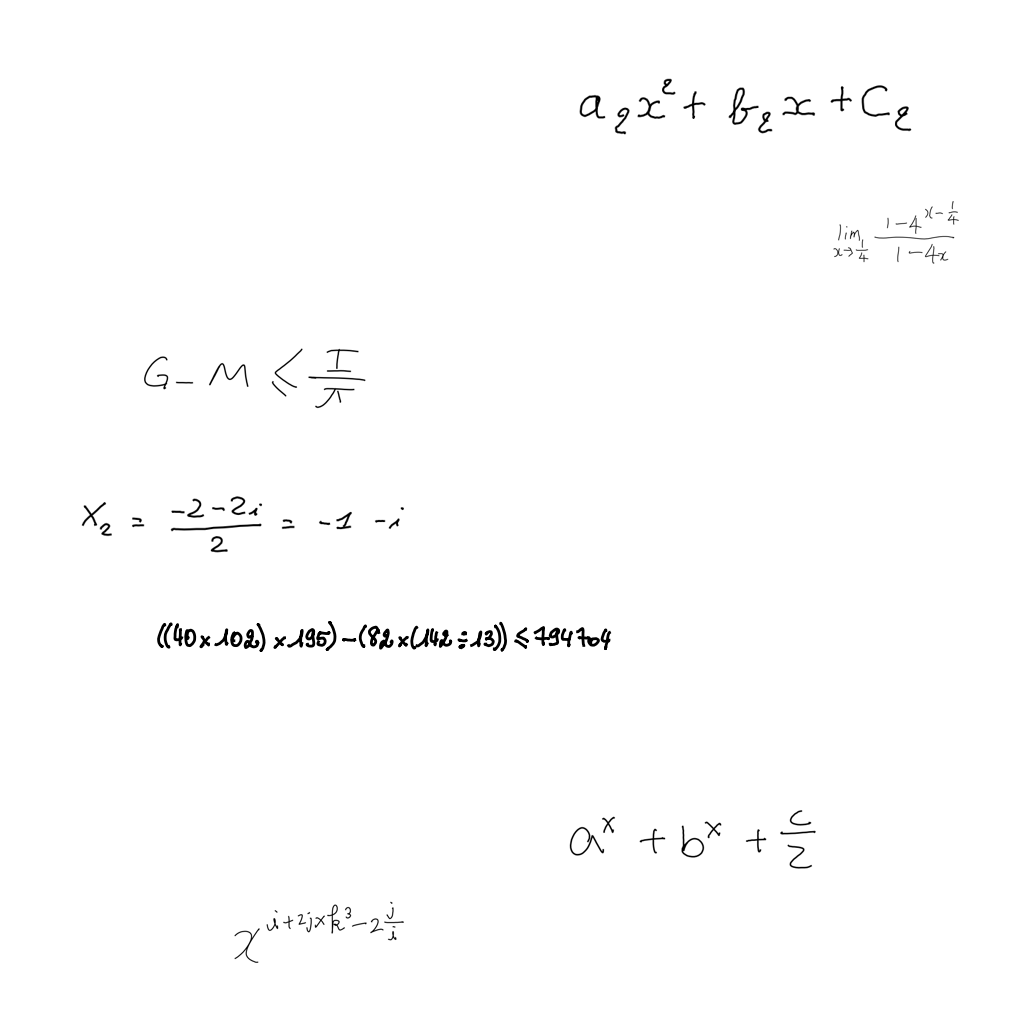 $a_2x^2 + b_2x + C_2$
$\lim_{x \to \frac{1}{4}} \frac{1-4^{x-\frac{1}{4}}}{1-4x}$
$G - M \leqslant \frac{I}{\pi}$
$X_2 = \frac{-2-2i}{2} = -1-i$
$((40 \times 102) \times 195) - (82 \times (142 \div 13)) \leqslant 794704$
$a^x + b^x + \frac{c}{2}$
$x^{i+2j \times k^3 - 2\frac{j}{i}}$